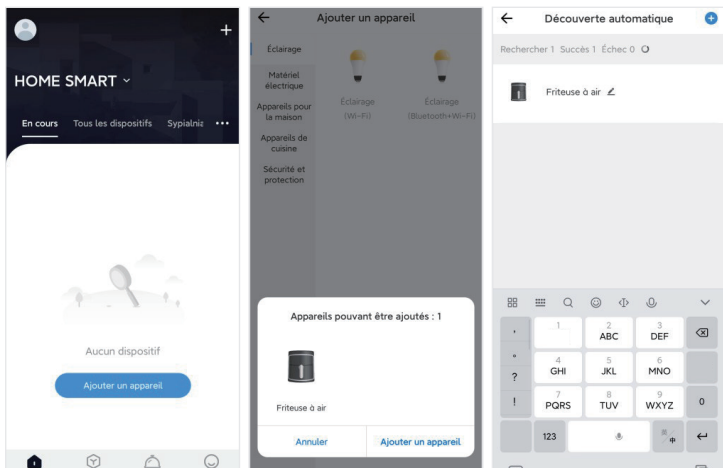 HOME SMART
En cours Tous les dispositifs Sypialnia
Aucun dispositif
Ajouter un appareil
Ajouter un appareil
Éclairage
Matériel
électrique
Appareils pour
la maison
Appareils de
cuisine
Sécurité et
protection
Éclairage
(Wi-Fi)
Éclairage
(Bluetooth+Wi-Fi)
Appareils pouvant être ajoutés : 1
Friteuse à air
Annuler Ajouter un appareil
Découverte automatique
Rechercher 1 Succès 1 Échec 0
Friteuse à air
1 2 3
ABC DEF
4 5 6
GHI JKL MNO
? 
7 8 9
! PQRS TUV WXYZ 0
123 英/中